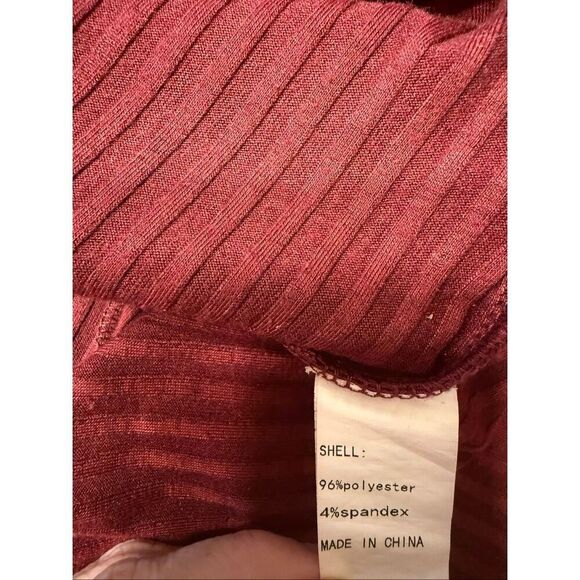 SHELL:
96%polyester
4%spandex
MADE IN CHINA